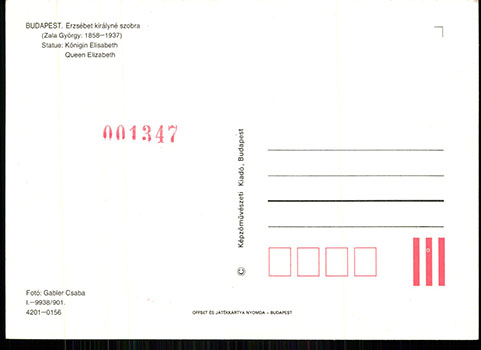 BUDAPEST. Erzsébet királyné szobra
(Zala György: 1858—1937)
Statue: Königin Elisabeth
Queen Elizabeth
001347
© Képzőművészeti Kiadó, Budapest
Fotó: Gabler Csaba
I.—9938/901.
4201—0156
OFFSET ÉS JÁTÉKKÁRTYA NYOMDA – BUDAPEST